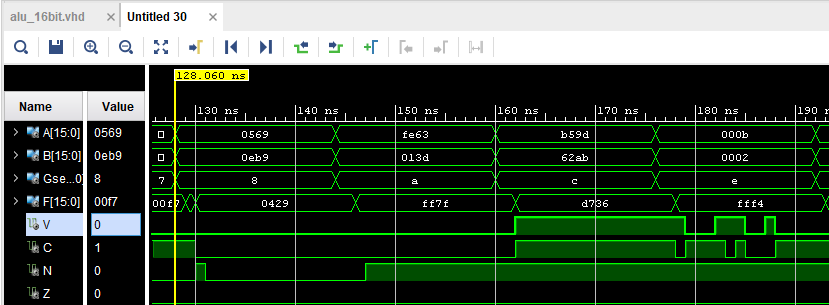 alu_16bit.vhd × Untitled 30 ×
128.060 ns
Name Value
130 ns 140 ns 150 ns 160 ns 170 ns 180 ns 190
A[15:0] 0569 0569 fe63 b59d 000b
B[15:0] 0eb9 0eb9 013d 62ab 0002
Gse...0] 8 7 8 a c e
F[15:0] 00f7 00f7 0429 ff7f d736 fff4
V 0
C 1
N 0
Z 0